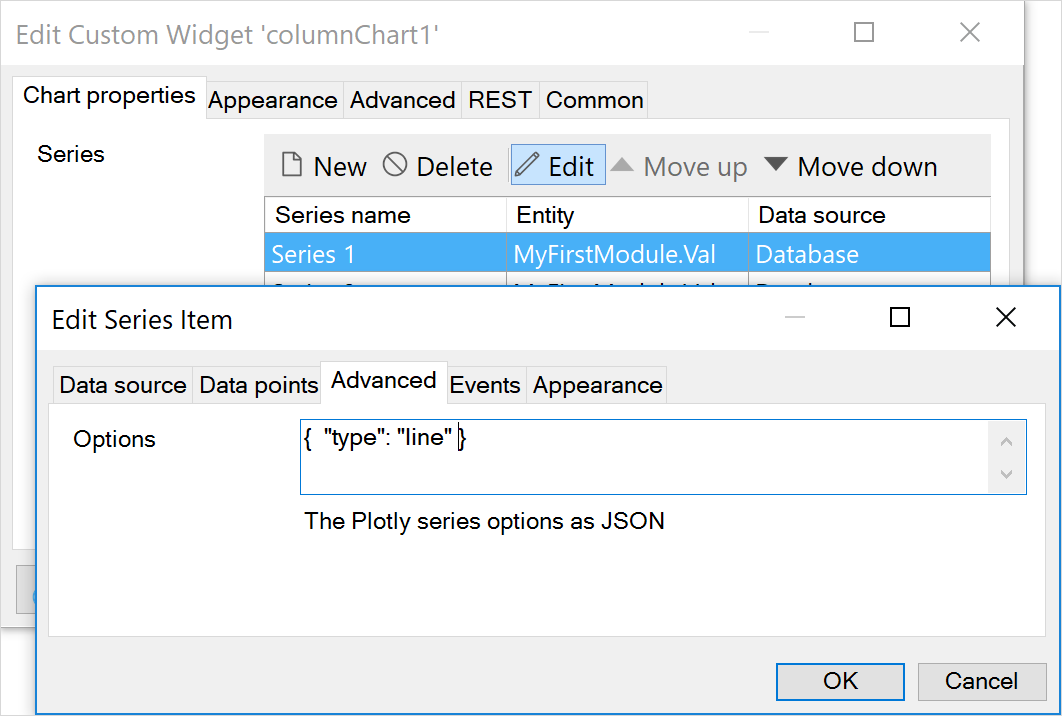 Edit Custom Widget 'columnChart1'
Chart properties Appearance Advanced REST Common
Series
New Delete Edit Move up Move down
Series name Entity Data source
Series 1 MyFirstModule.Val Database
Edit Series Item
Data source Data points Advanced Events Appearance
Options
{  "type": "line" }
The Plotly series options as JSON
OK Cancel